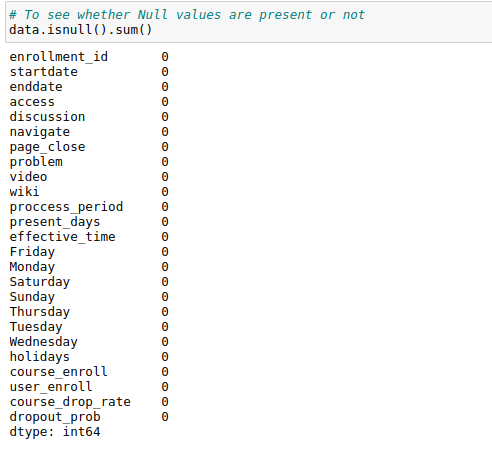 # To see whether Null values are present or not
data.isnull().sum()
enrollment_id 0
startdate 0
enddate 0
access 0
discussion 0
navigate 0
page_close 0
problem 0
video 0
wiki 0
proccess_period 0
present_days 0
effective_time 0
Friday 0
Monday 0
Saturday 0
Sunday 0
Thursday 0
Tuesday 0
Wednesday 0
holidays 0
course_enroll 0
user_enroll 0
course_drop_rate 0
dropout_prob 0
dtype: int64